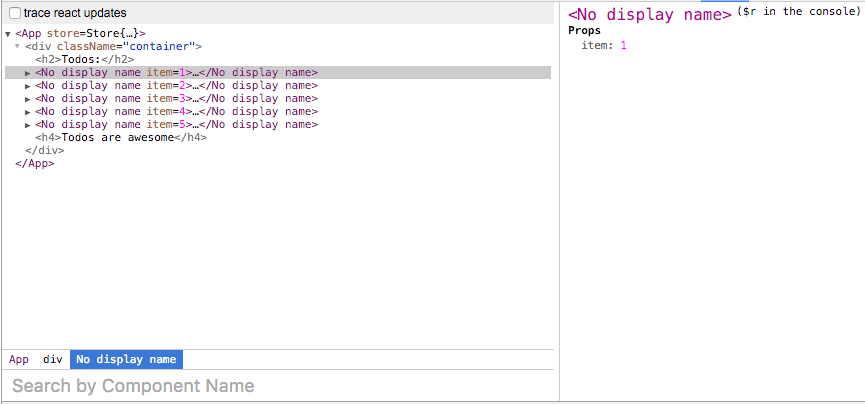 trace react updates
▼ <App store=Store{…}>
▼ <div className="container">
<h2>Todos:</h2>
▶ <No display name item=1>…</No display name>
▶ <No display name item=2>…</No display name>
▶ <No display name item=3>…</No display name>
▶ <No display name item=4>…</No display name>
▶ <No display name item=5>…</No display name>
<h4>Todos are awesome</h4>
</div>
</App>
App div No display name
Search by Component Name
<No display name> ($r in the console)
Props
item: 1